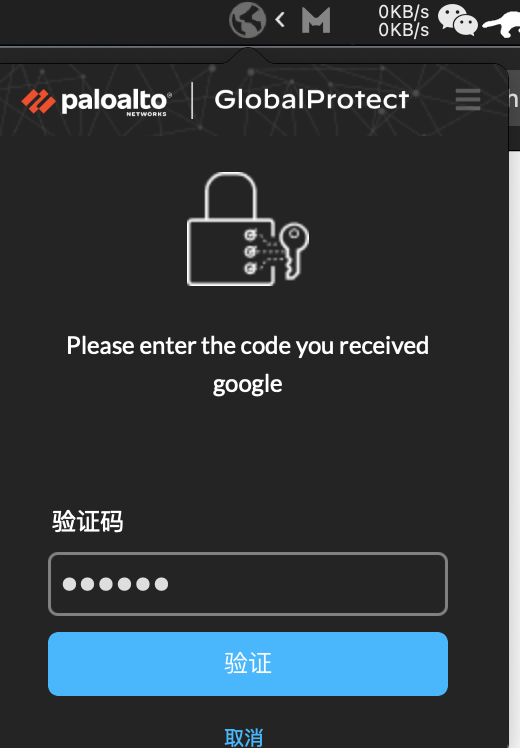 0KB/s
0KB/s
paloalto® GlobalProtect
NETWORKS
Please enter the code you received
google
验证码
验证
取消